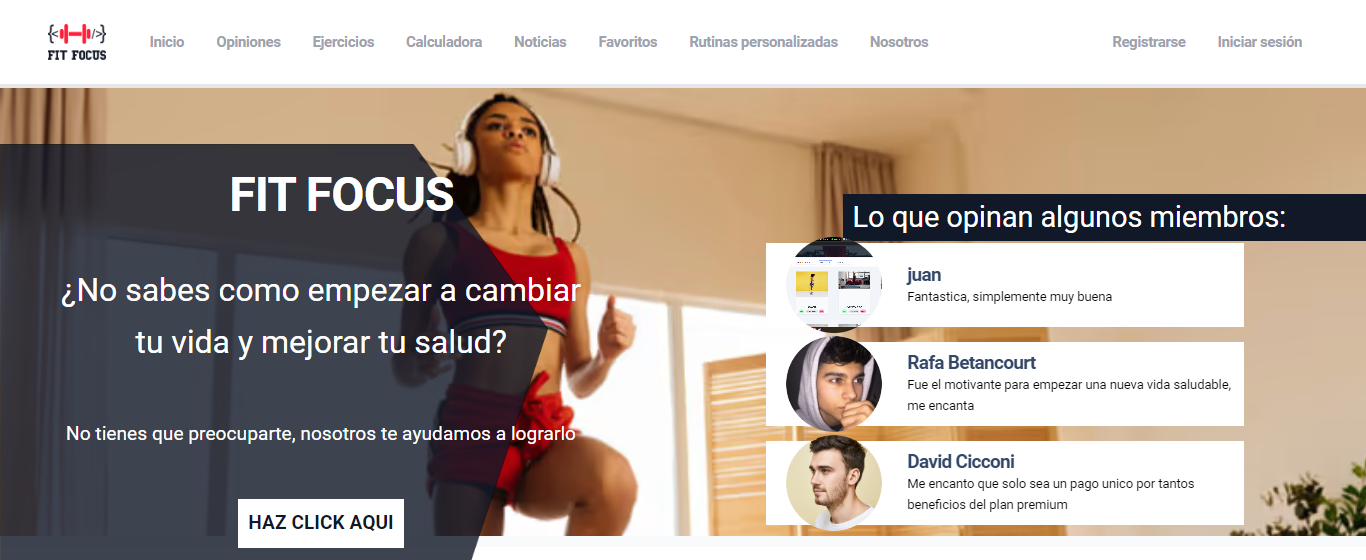 {</>}
FIT FOCUS
Inicio Opiniones Ejercicios Calculadora Noticias Favoritos Rutinas personalizadas Nosotros Registrarse Iniciar sesión
FIT FOCUS
¿No sabes como empezar a cambiar
tu vida y mejorar tu salud?
No tienes que preocuparte, nosotros te ayudamos a lograrlo
HAZ CLICK AQUI
Lo que opinan algunos miembros:
juan
Fantastica, simplemente muy buena
Rafa Betancourt
Fue el motivante para empezar una nueva vida saludable,
me encanta
David Cicconi
Me encanto que solo sea un pago unico por tantos
beneficios del plan premium